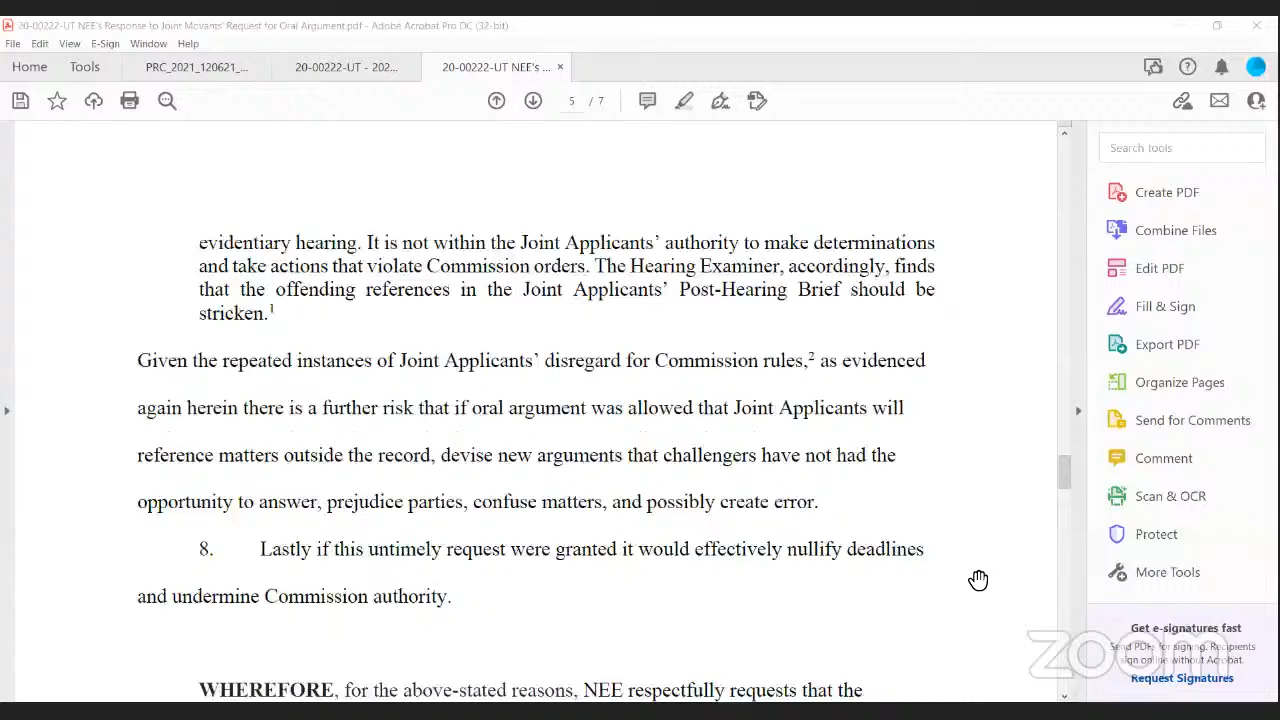 20-00222-UT NEE's Response to Joint Movants' Request for Oral Argument.pdf - Adobe Acrobat Pro DC (32-bit)
File Edit View E-Sign Window Help
Home Tools PRC_2021_120621_... 20-00222-UT - 202... 20-00222-UT NEE's ... ×
5 / 7
Search tools
evidentiary hearing. It is not within the Joint Applicants’ authority to make determinations
and take actions that violate Commission orders. The Hearing Examiner, accordingly, finds
that the offending references in the Joint Applicants’ Post-Hearing Brief should be
stricken.¹
Given the repeated instances of Joint Applicants’ disregard for Commission rules,² as evidenced
again herein there is a further risk that if oral argument was allowed that Joint Applicants will
reference matters outside the record, devise new arguments that challengers have not had the
opportunity to answer, prejudice parties, confuse matters, and possibly create error.
8. Lastly if this untimely request were granted it would effectively nullify deadlines
and undermine Commission authority.
WHEREFORE, for the above-stated reasons, NEE respectfully requests that the
Create PDF
Combine Files
Edit PDF
Fill & Sign
Export PDF
Organize Pages
Send for Comments
Comment
Scan & OCR
Protect
More Tools
Get e-signatures fast
Send PDFs for signing. Recipients
sign online without Acrobat.
Request Signatures
zoom